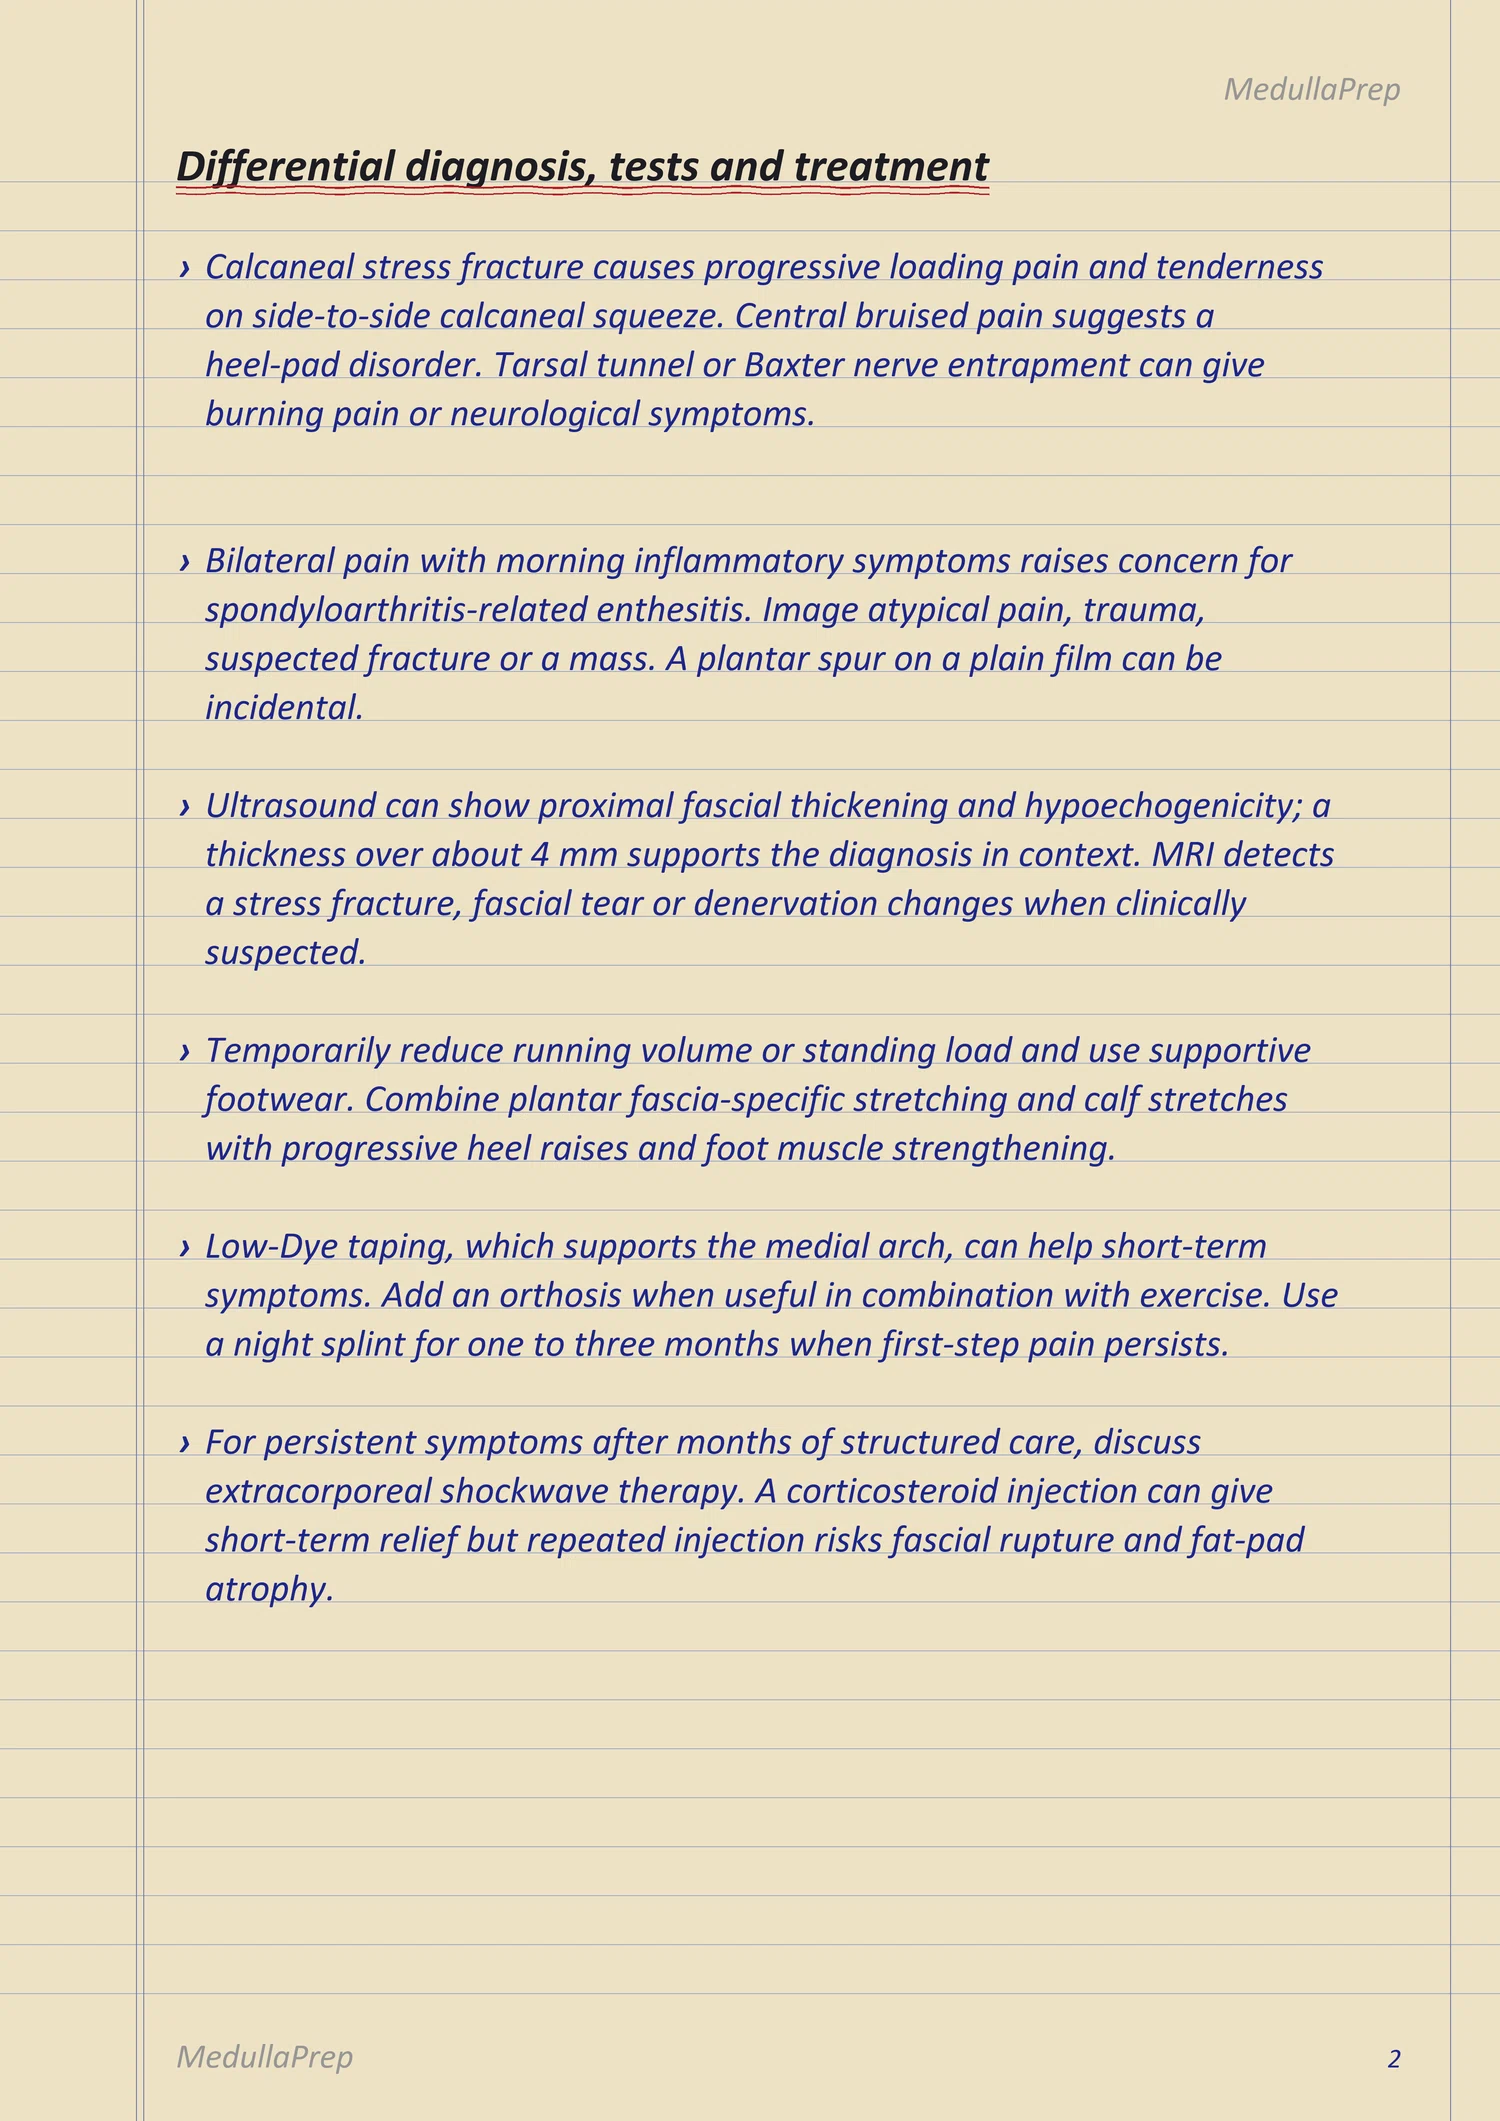 MedullaPrep
Differential diagnosis, tests and treatment
› Calcaneal stress fracture causes progressive loading pain and tenderness
on side-to-side calcaneal squeeze. Central bruised pain suggests a
heel-pad disorder. Tarsal tunnel or Baxter nerve entrapment can give
burning pain or neurological symptoms.
› Bilateral pain with morning inflammatory symptoms raises concern for
spondyloarthritis-related enthesitis. Image atypical pain, trauma,
suspected fracture or a mass. A plantar spur on a plain film can be
incidental.
› Ultrasound can show proximal fascial thickening and hypoechogenicity; a
thickness over about 4 mm supports the diagnosis in context. MRI detects
a stress fracture, fascial tear or denervation changes when clinically
suspected.
› Temporarily reduce running volume or standing load and use supportive
footwear. Combine plantar fascia-specific stretching and calf stretches
with progressive heel raises and foot muscle strengthening.
› Low-Dye taping, which supports the medial arch, can help short-term
symptoms. Add an orthosis when useful in combination with exercise. Use
a night splint for one to three months when first-step pain persists.
› For persistent symptoms after months of structured care, discuss
extracorporeal shockwave therapy. A corticosteroid injection can give
short-term relief but repeated injection risks fascial rupture and fat-pad
atrophy.
MedullaPrep
2